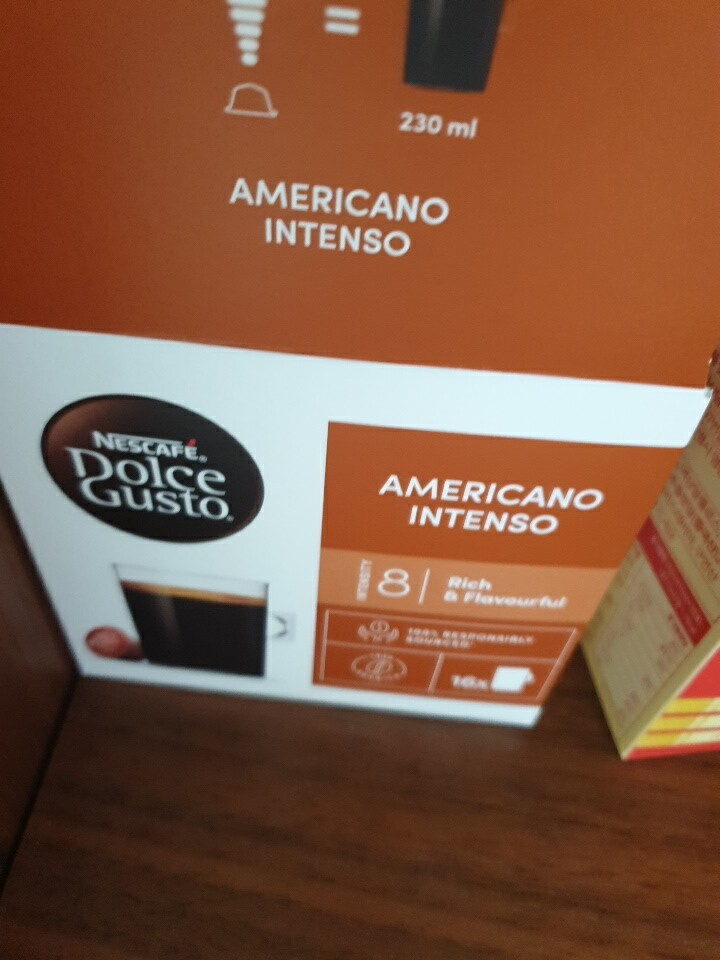 230 ml
AMERICANO
INTENSO
NESCAFÉ®
DOLCE
GUSTO®
AMERICANO
INTENSO
INTENSITY
8
Rich
& Flavourful
100% RESPONSIBLY
SOURCED
16x